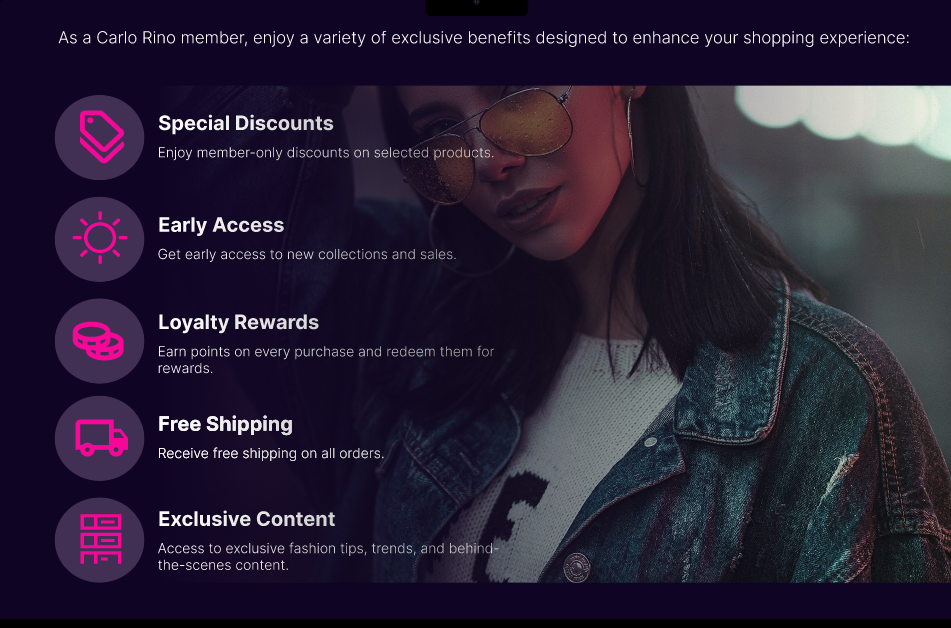 As a Carlo Rino member, enjoy a variety of exclusive benefits designed to enhance your shopping experience:
Special Discounts
Enjoy member-only discounts on selected products.
Early Access
Get early access to new collections and sales.
Loyalty Rewards
Earn points on every purchase and redeem them for
rewards.
Free Shipping
Receive free shipping on all orders.
Exclusive Content
Access to exclusive fashion tips, trends, and behind-
the-scenes content.